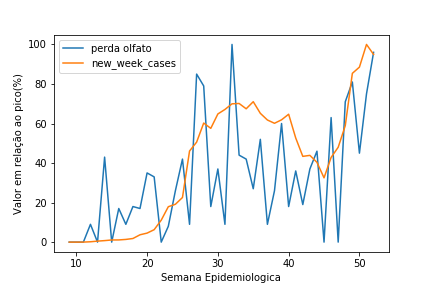 perda olfato
new_week_cases
Valor em relação ao pico(%)
100
80
60
40
20
0
10
20
30
40
50
Semana Epidemiologica